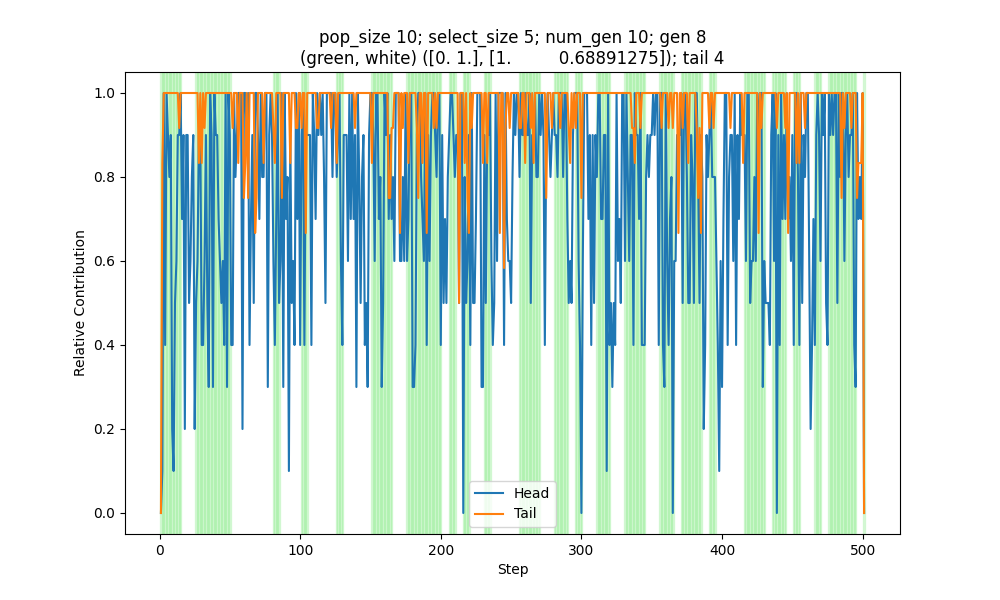 pop_size 10; select_size 5; num_gen 10; gen 8
(green, white) ([0. 1.], [1.         0.68891275]); tail 4
Relative Contribution
1.0
0.8
0.6
0.4
0.2
0.0
Head
Tail
0
100
200
300
400
500
Step